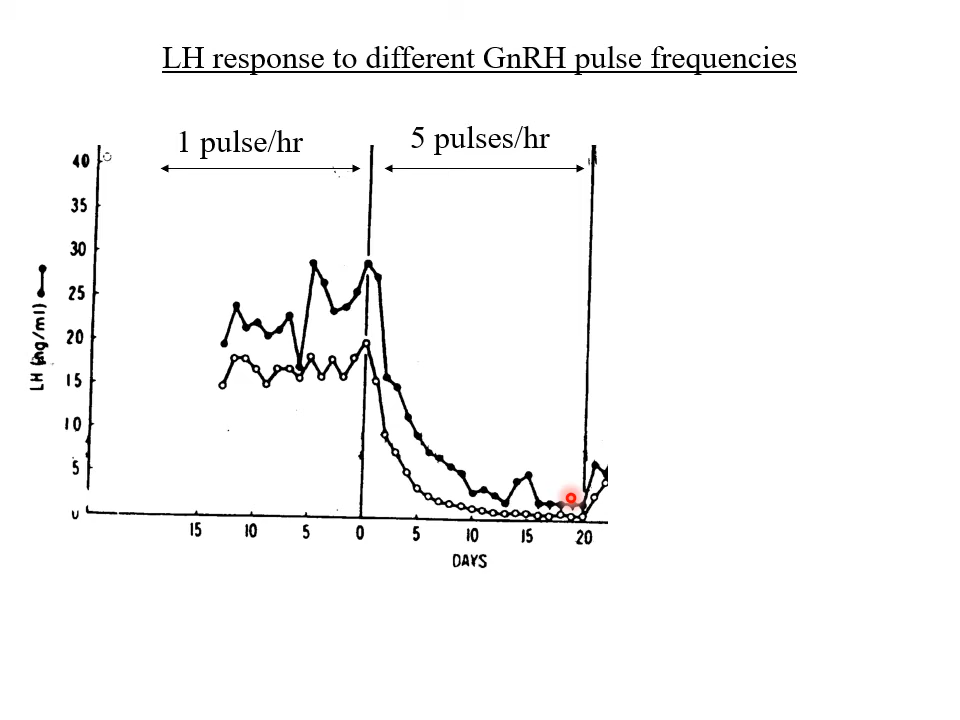 LH response to different GnRH pulse frequencies
1 pulse/hr
5 pulses/hr
40
35
30
25
20
15
10
5
0
LH (ng/ml)
15 10 5 0 5 10 15 20
DAYS